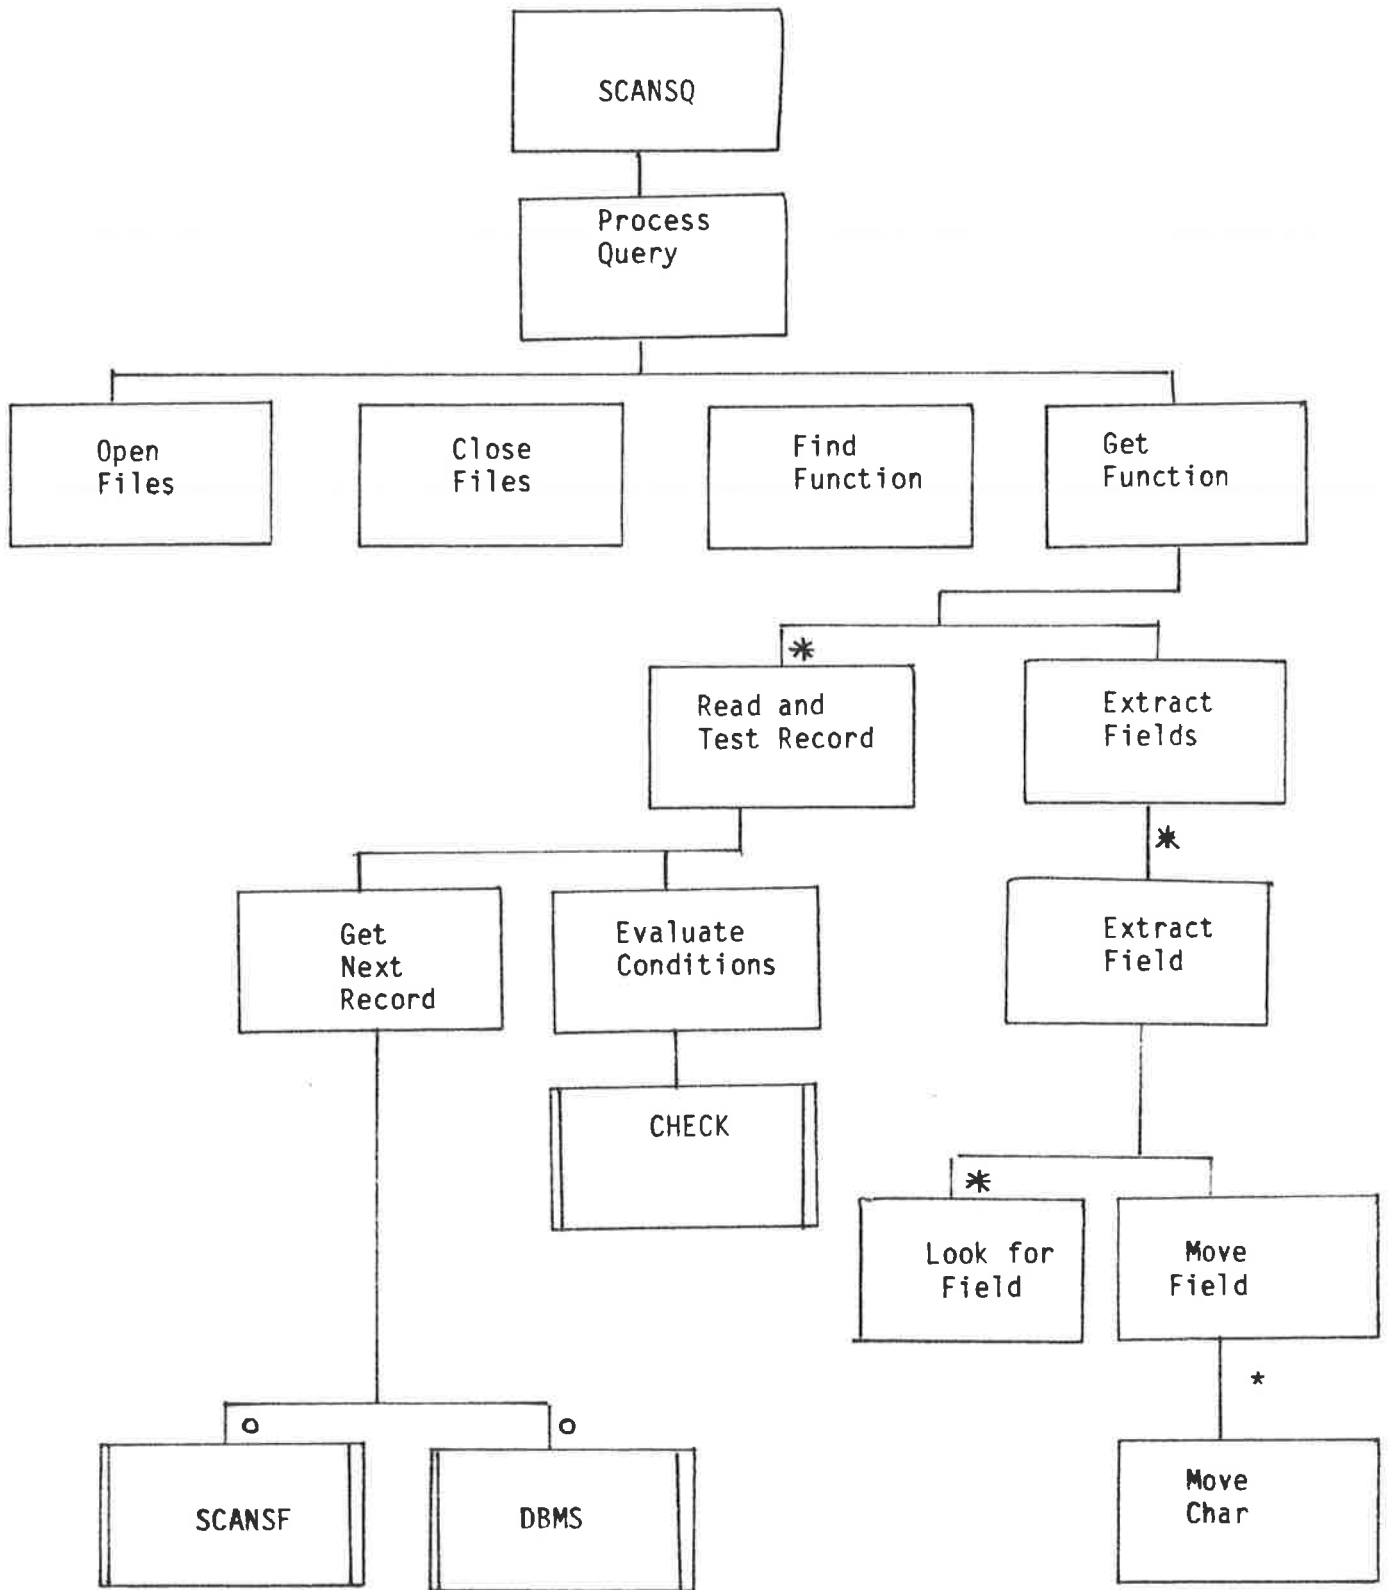 SCANSQ
Process
Query
Open
Files
Close
Files
Find
Function
Get
Function
*
Read and
Test Record
Extract
Fields
*
Get
Next
Record
Evaluate
Conditions
Extract
Field
CHECK
*
Look for
Field
Move
Field
*
o
o
SCANSF
DBMS
Move
Char